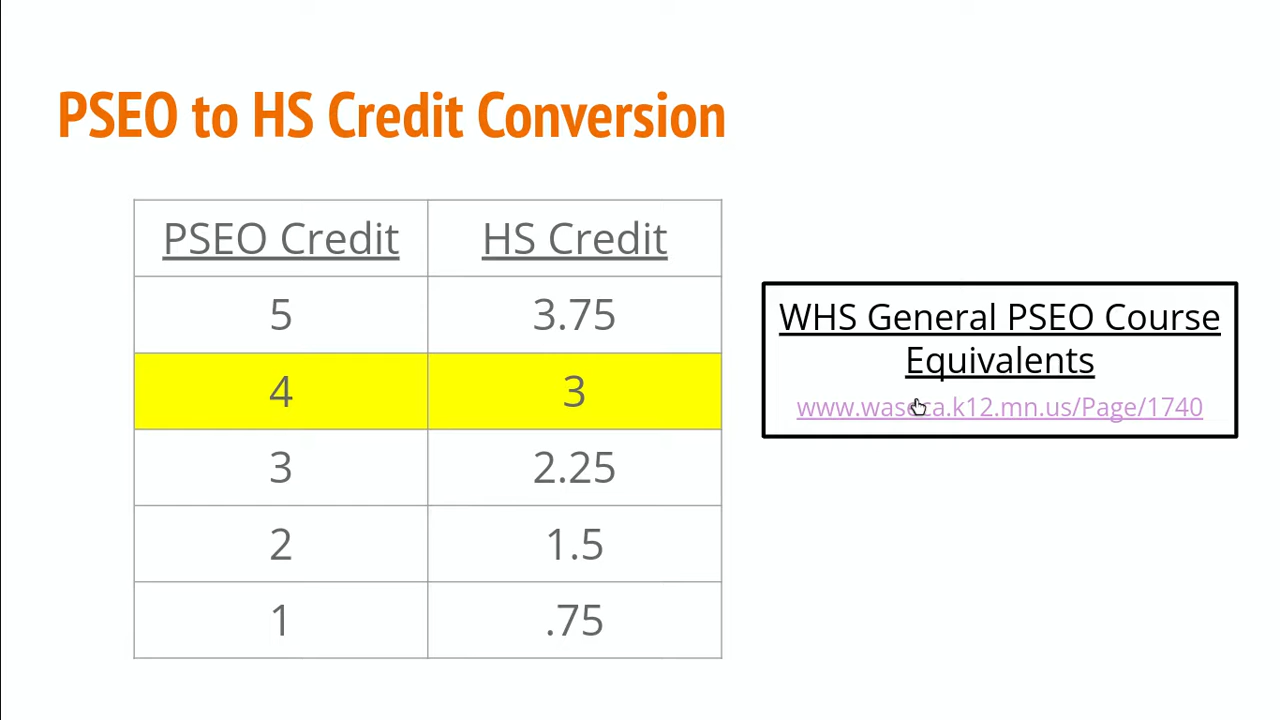 PSEO to HS Credit Conversion
PSEO Credit HS Credit
5 3.75
4 3
3 2.25
2 1.5
1 .75
WHS General PSEO Course
Equivalents
www.waseca.k12.mn.us/Page/1740